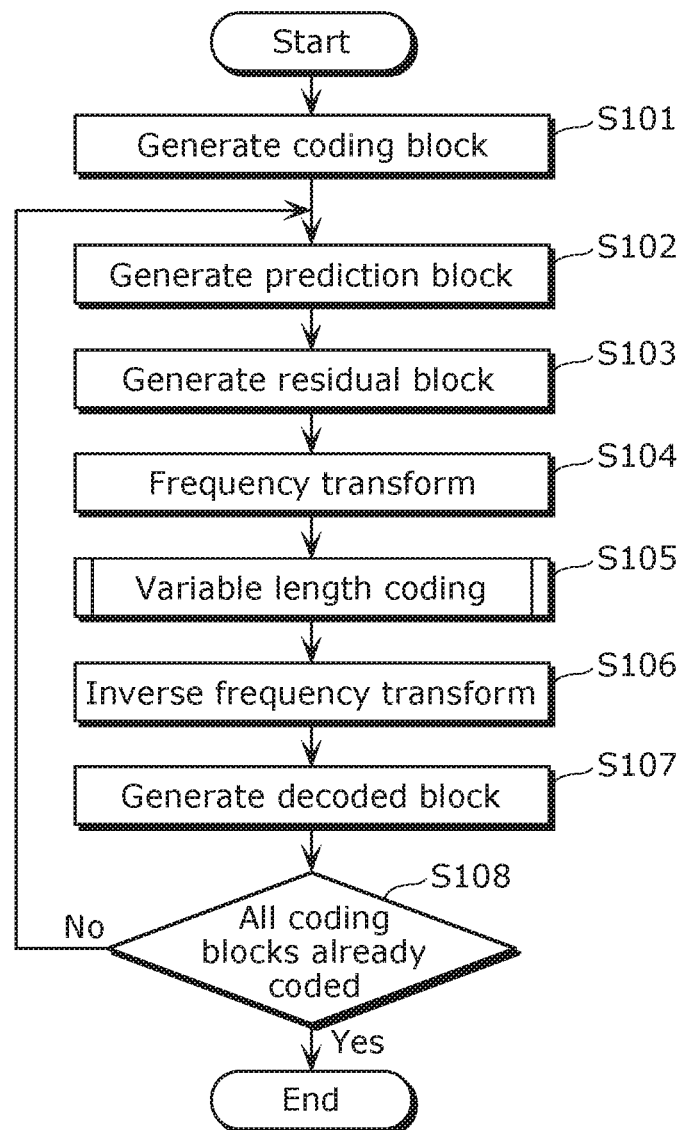 Start
Generate coding block
S101
Generate prediction block
S102
Generate residual block
S103
Frequency transform
S104
Variable length coding
S105
Inverse frequency transform
S106
Generate decoded block
S107
S108
All coding
blocks already
coded
No
Yes
End